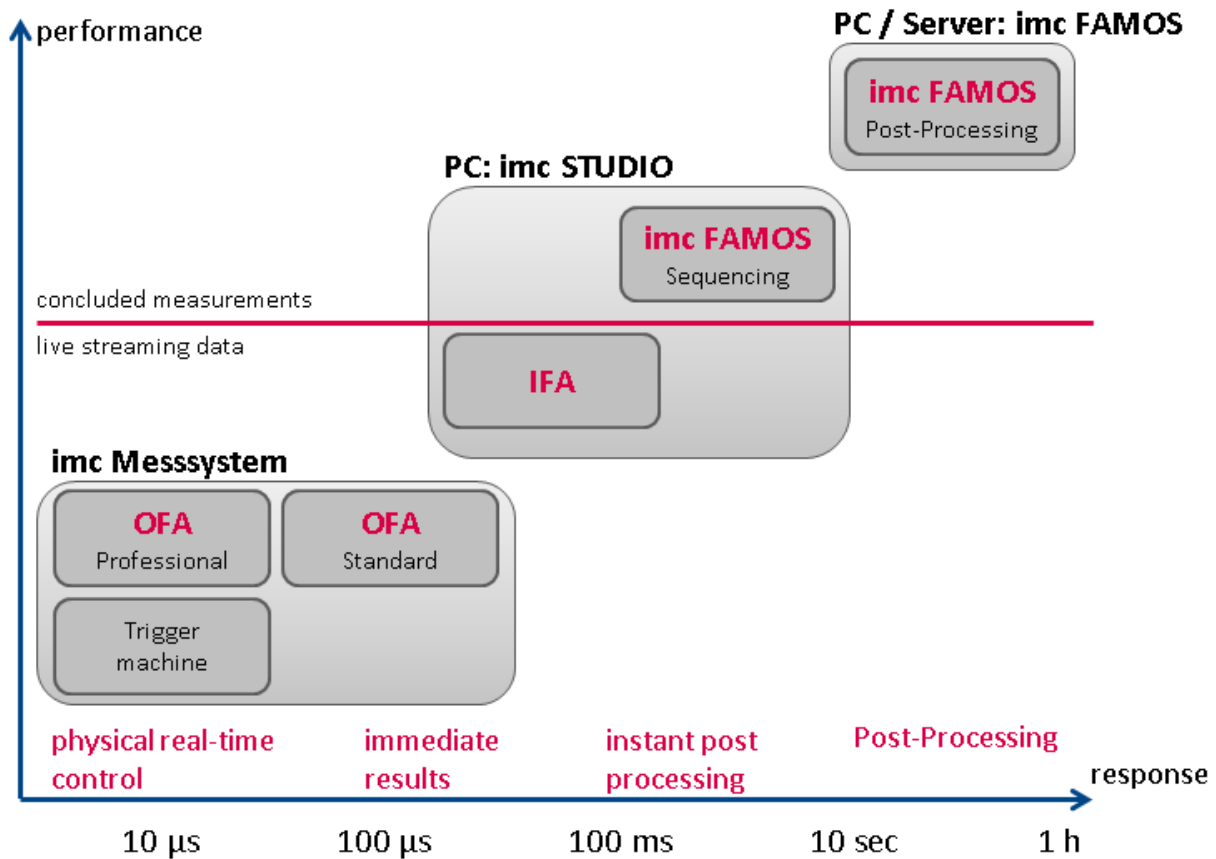 performance
PC / Server: imc FAMOS
imc FAMOS
Post-Processing
PC: imc STUDIO
imc FAMOS
Sequencing
concluded measurements
live streaming data
IFA
imc Messsystem
OFA
Professional
OFA
Standard
Trigger
machine
physical real-time
control
immediate
results
instant post
processing
Post-Processing
response
10 µs
100 µs
100 ms
10 sec
1 h